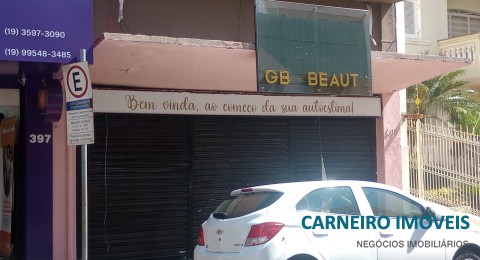 (19) 3597-3090
(19) 99548-3485
GB BEAUT
E
Bem vinda, ao começo da sua autoestima!
397
CARNEIRO IMÓVEIS
NEGÓCIOS IMOBILIÁRIOS